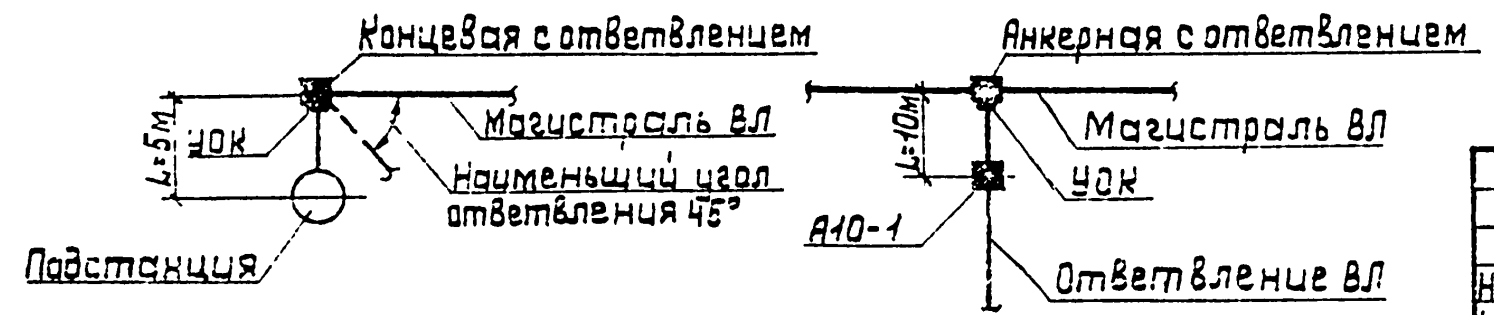 Концевая с ответвлением
Магистраль ВЛ
УОК
L=5м
Наименьший угол
ответвления 45°
Подстанция
Анкерная с ответвлением
Магистраль ВЛ
L=10м
УОК
А10-1
Ответвление ВЛ